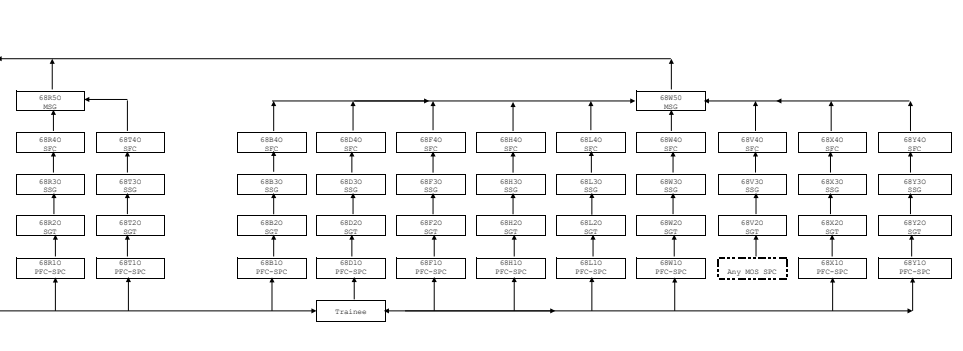 68R50
MSG
68W50
MSG
68R40
SFC
68T40
SFC
68B40
SFC
68D40
SFC
68F40
SFC
68H40
SFC
68L40
SFC
68W40
SFC
68V40
SFC
68X40
SFC
68Y40
SFC
68R30
SSG
68T30
SSG
68B30
SSG
68D30
SSG
68F30
SSG
68H30
SSG
68L30
SSG
68W30
SSG
68V30
SSG
68X30
SSG
68Y30
SSG
68R20
SGT
68T20
SGT
68B20
SGT
68D20
SGT
68F20
SGT
68H20
SGT
68L20
SGT
68W20
SGT
68V20
SGT
68X20
SGT
68Y20
SGT
68R10
PFC-SPC
68T10
PFC-SPC
68B10
PFC-SPC
68D10
PFC-SPC
68F10
PFC-SPC
68H10
PFC-SPC
68L10
PFC-SPC
68W10
PFC-SPC
Any MOS SPC
68X10
PFC-SPC
68Y10
PFC-SPC
Trainee